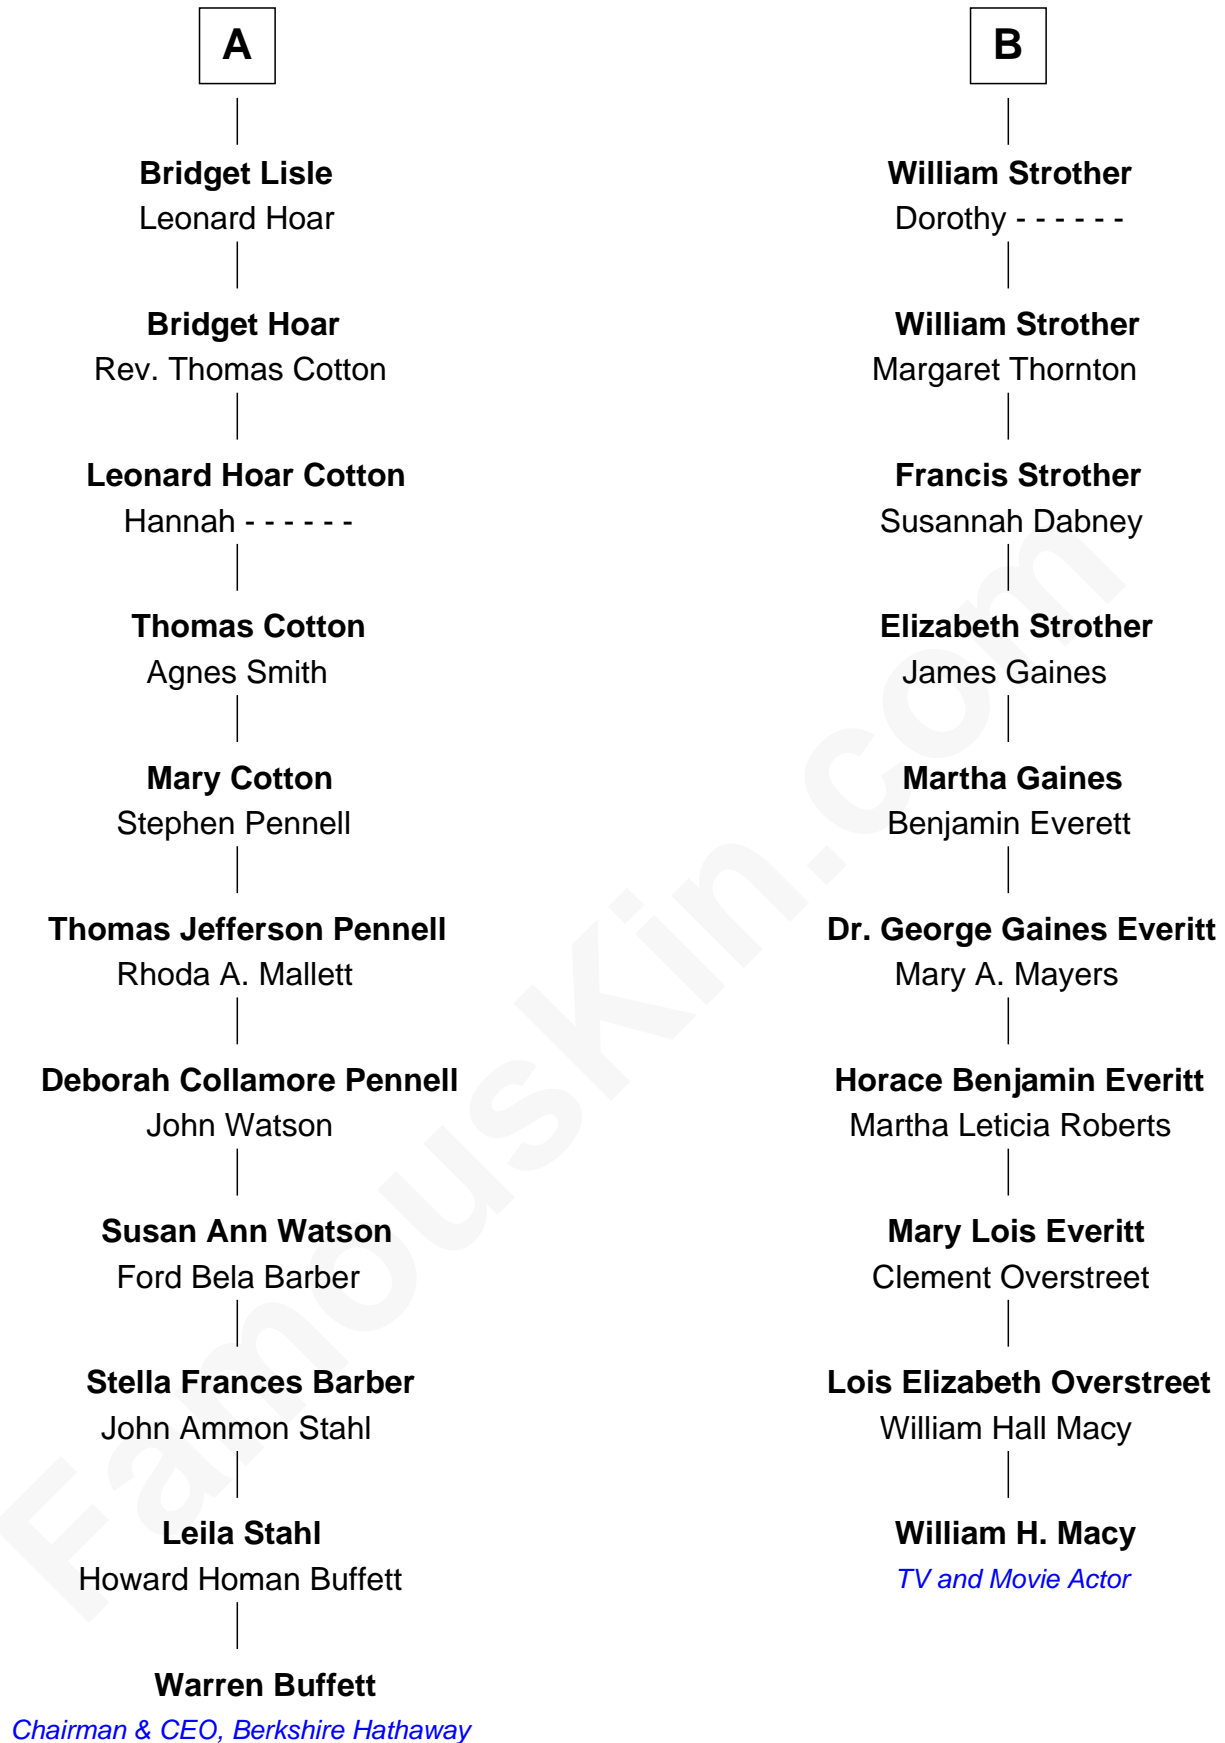 A
Bridget Lisle
Leonard Hoar
Bridget Hoar
Rev. Thomas Cotton
Leonard Hoar Cotton
Hannah - - - - - -
Thomas Cotton
Agnes Smith
Mary Cotton
Stephen Pennell
Thomas Jefferson Pennell
Rhoda A. Mallett
Deborah Collamore Pennell
John Watson
Susan Ann Watson
Ford Bela Barber
Stella Frances Barber
John Ammon Stahl
Leila Stahl
Howard Homan Buffett
Warren Buffett
Chairman & CEO, Berkshire Hathaway
B
William Strother
Dorothy - - - - - -
William Strother
Margaret Thornton
Francis Strother
Susannah Dabney
Elizabeth Strother
James Gaines
Martha Gaines
Benjamin Everett
Dr. George Gaines Everitt
Mary A. Mayers
Horace Benjamin Everitt
Martha Leticia Roberts
Mary Lois Everitt
Clement Overstreet
Lois Elizabeth Overstreet
William Hall Macy
William H. Macy
TV and Movie Actor
FamousKin.com